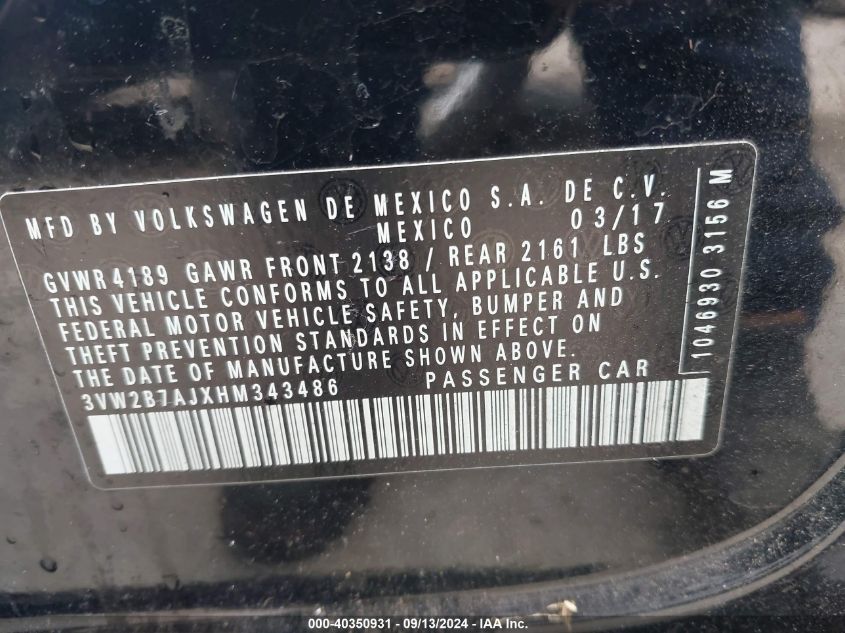 MFD BY VOLKSWAGEN DE MEXICO S.A. DE C.V.
MEXICO 03/17
GVWR 4189 GAWR FRONT 2138 / REAR 2161 LBS
THIS VEHICLE CONFORMS TO ALL APPLICABLE U.S.
FEDERAL MOTOR VEHICLE SAFETY, BUMPER AND
THEFT PREVENTION STANDARDS IN EFFECT ON
THE DATE OF MANUFACTURE SHOWN ABOVE.
3VW2B7AJXHM343486 PASSENGER CAR
1046930 3156 M
000-40350931 - 09/13/2024 - IAA Inc.